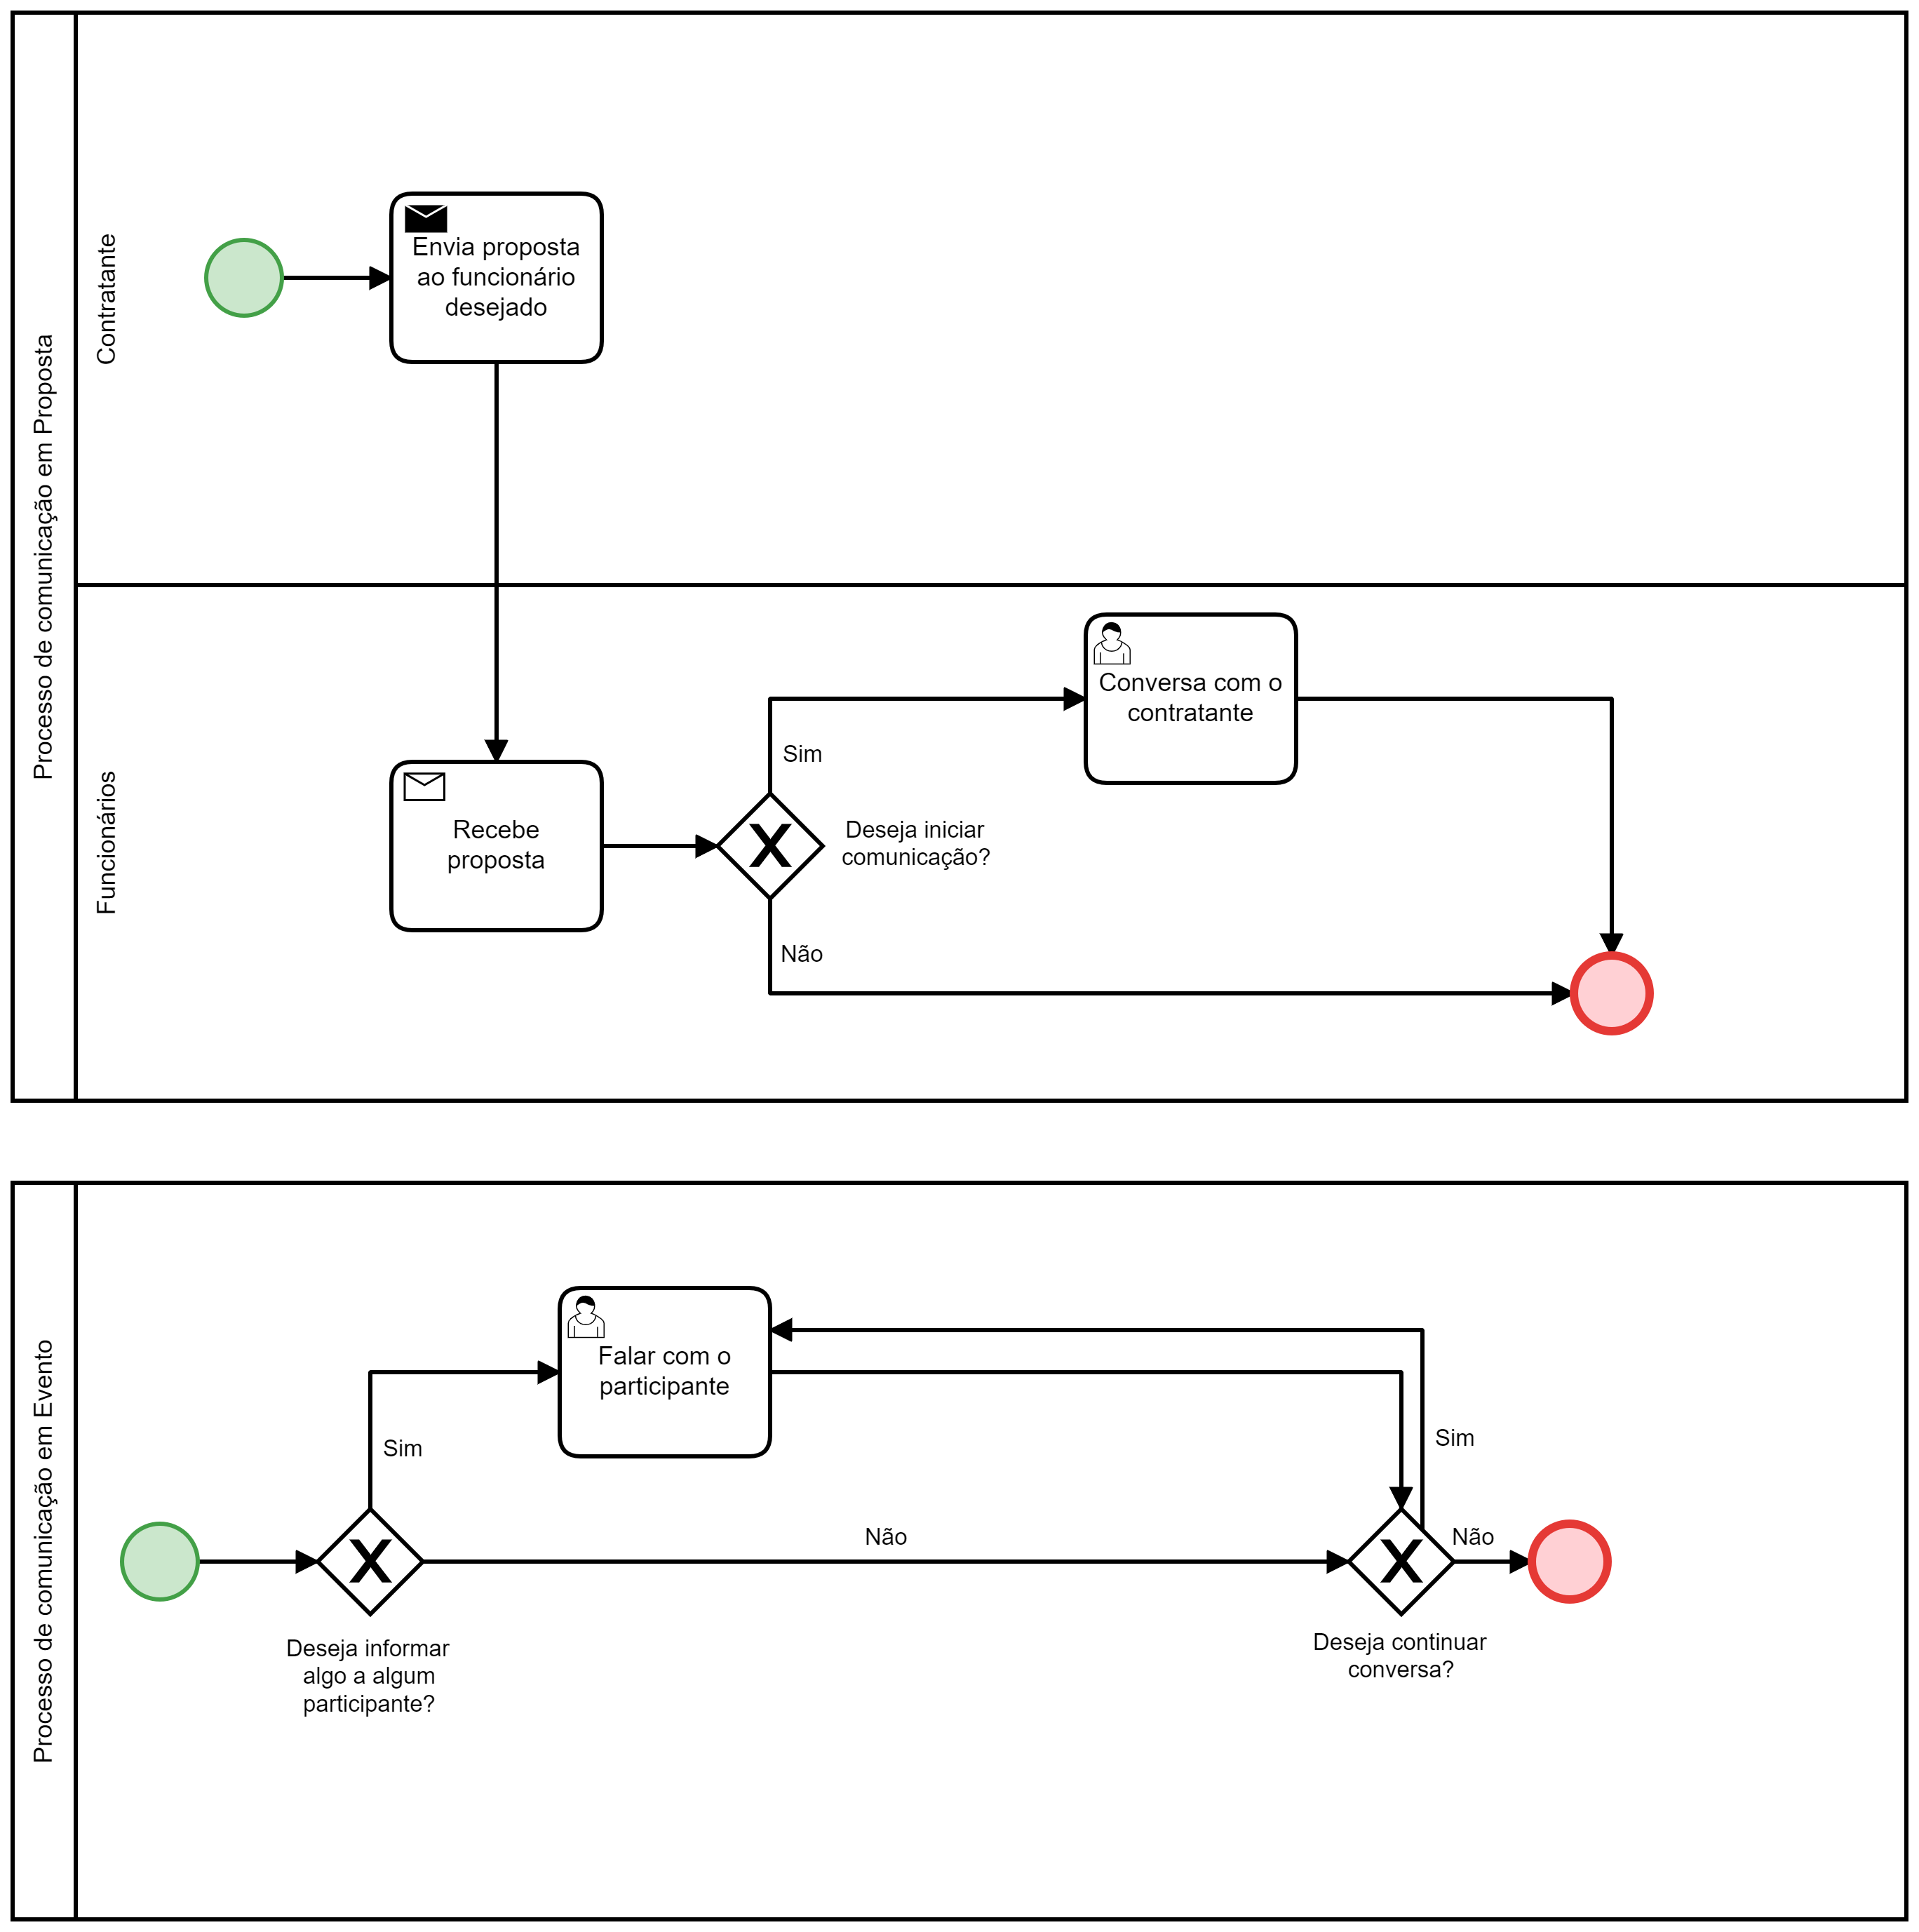 Processo de comunicação em Proposta
Contratante
Envia proposta
ao funcionário
desejado
Funcionários
Conversa com o
contratante
Sim
Recebe
proposta
Deseja iniciar
comunicação?
Não
Processo de comunicação em Evento
Falar com o
participante
Sim
Sim
Não
Não
Deseja informar
algo a algum
participante?
Deseja continuar
conversa?